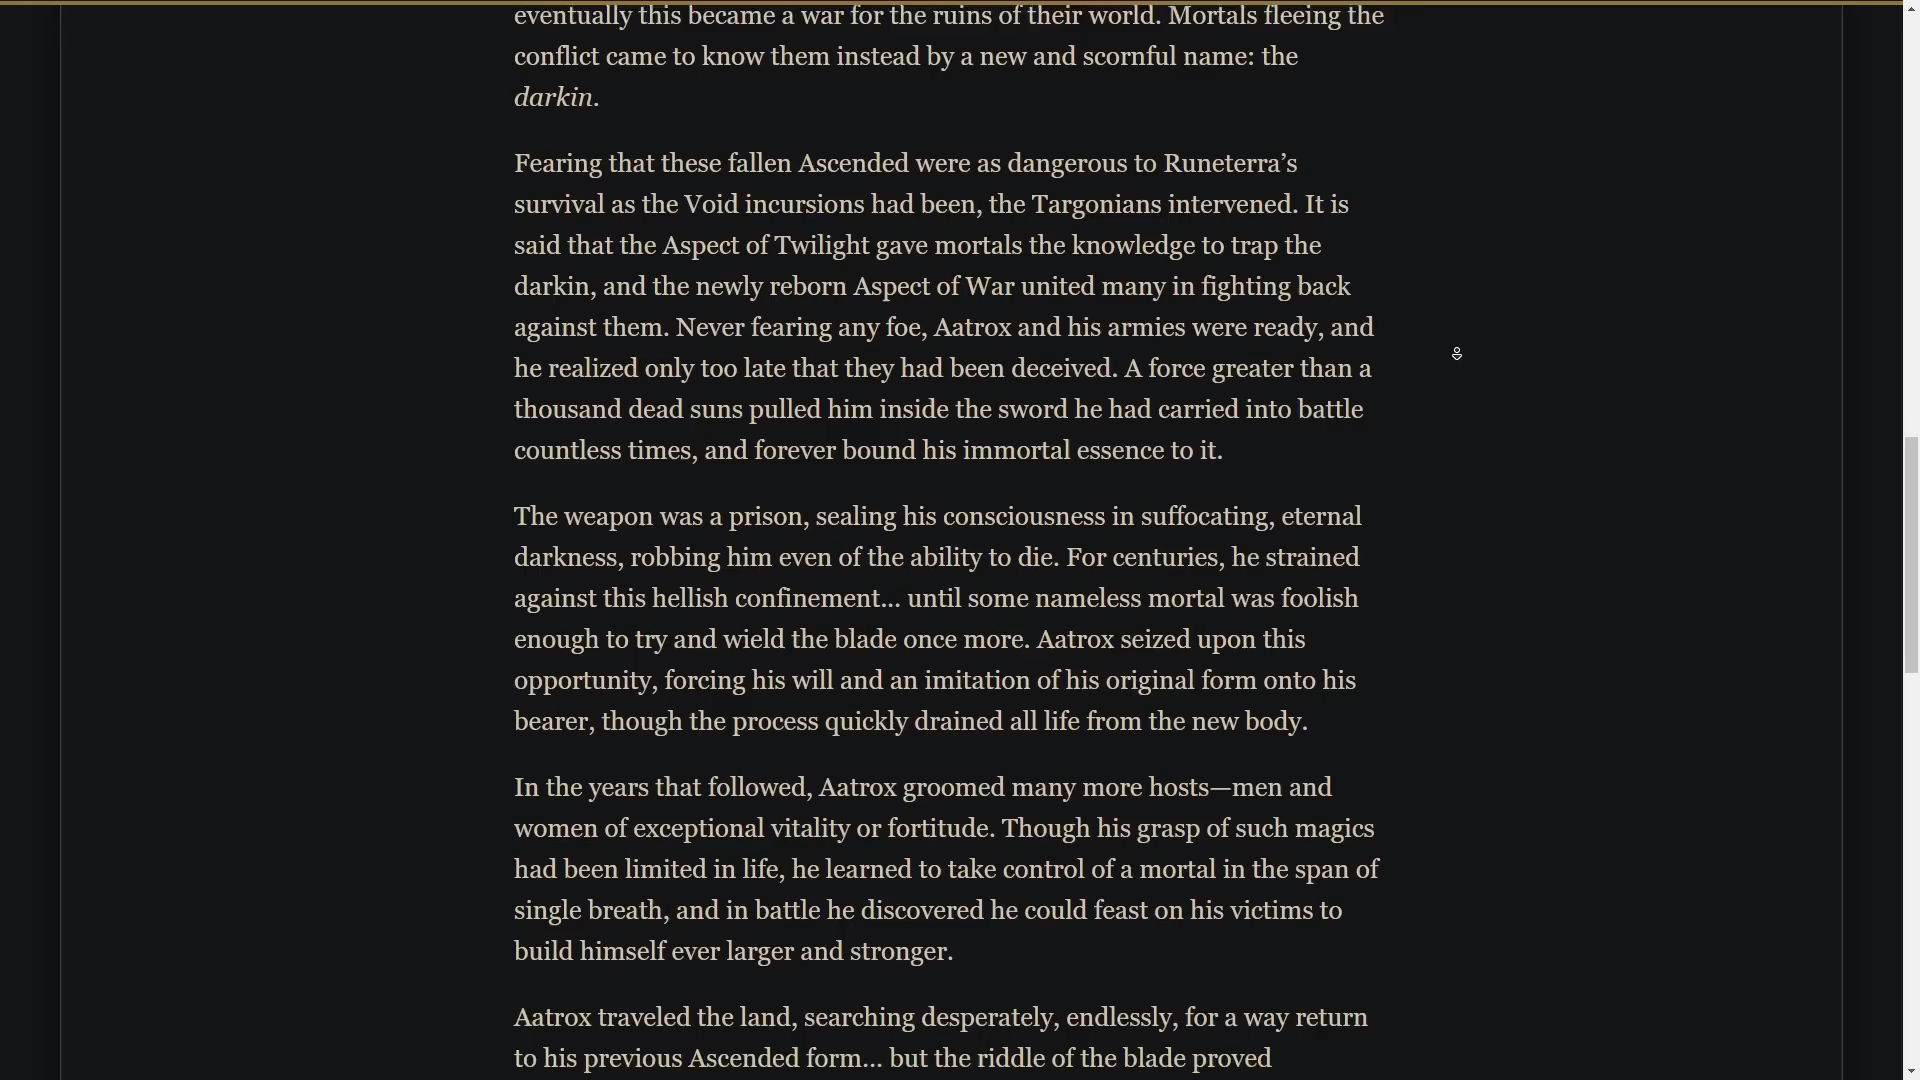 eventually this became a war for the ruins of their world. Mortals fleeing the
conflict came to know them instead by a new and scornful name: the
darkin.
Fearing that these fallen Ascended were as dangerous to Runeterra’s
survival as the Void incursions had been, the Targonians intervened. It is
said that the Aspect of Twilight gave mortals the knowledge to trap the
darkin, and the newly reborn Aspect of War united many in fighting back
against them. Never fearing any foe, Aatrox and his armies were ready, and
he realized only too late that they had been deceived. A force greater than a
thousand dead suns pulled him inside the sword he had carried into battle
countless times, and forever bound his immortal essence to it.
The weapon was a prison, sealing his consciousness in suffocating, eternal
darkness, robbing him even of the ability to die. For centuries, he strained
against this hellish confinement... until some nameless mortal was foolish
enough to try and wield the blade once more. Aatrox seized upon this
opportunity, forcing his will and an imitation of his original form onto his
bearer, though the process quickly drained all life from the new body.
In the years that followed, Aatrox groomed many more hosts—men and
women of exceptional vitality or fortitude. Though his grasp of such magics
had been limited in life, he learned to take control of a mortal in the span of
single breath, and in battle he discovered he could feast on his victims to
build himself ever larger and stronger.
Aatrox traveled the land, searching desperately, endlessly, for a way return
to his previous Ascended form... but the riddle of the blade proved